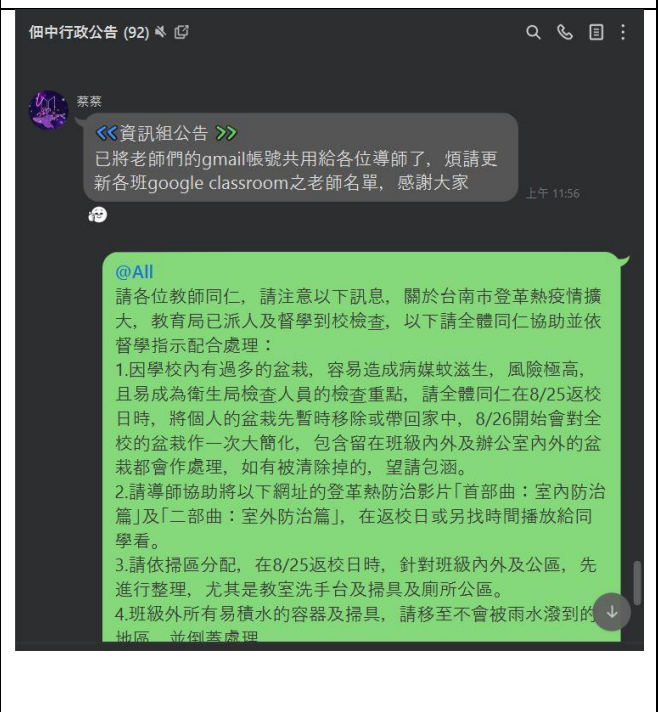 佃中行政公告 (92)
蔡蔡
資訊組公告
已將老師們的gmail帳號共用給各位導師了，煩請更
新各班google classroom之老師名單，感謝大家
上午 11:56
@All
請各位教師同仁，請注意以下訊息，關於台南市登革熱疫情擴
大，教育局已派人及督學到校檢查，以下請全體同仁協助並依
督學指示配合處理：
1.因學校內有過多的盆栽，容易造成病媒蚊滋生，風險極高，
且易成為衛生局檢查人員的檢查重點，請全體同仁在8/25返校
日時，將個人的盆栽先暫時移除或帶回家中，8/26開始會對全
校的盆栽作一次大簡化，包含留在班級內外及辦公室內外的盆
栽都會作處理，如有被清除掉的，望請包涵。
2.請導師協助將以下網址的登革熱防治影片｢首部曲：室內防治
篇｣及｢二部曲：室外防治篇｣，在返校日或另找時間播放給同
學看。
3.請依掃區分配，在8/25返校日時，針對班級內外及公區，先
進行整理，尤其是教室洗手台及掃具及廁所公區。
4.班級外所有易積水的容器及掃具，請移至不會被雨水潑到的
地區，並倒蓋處理